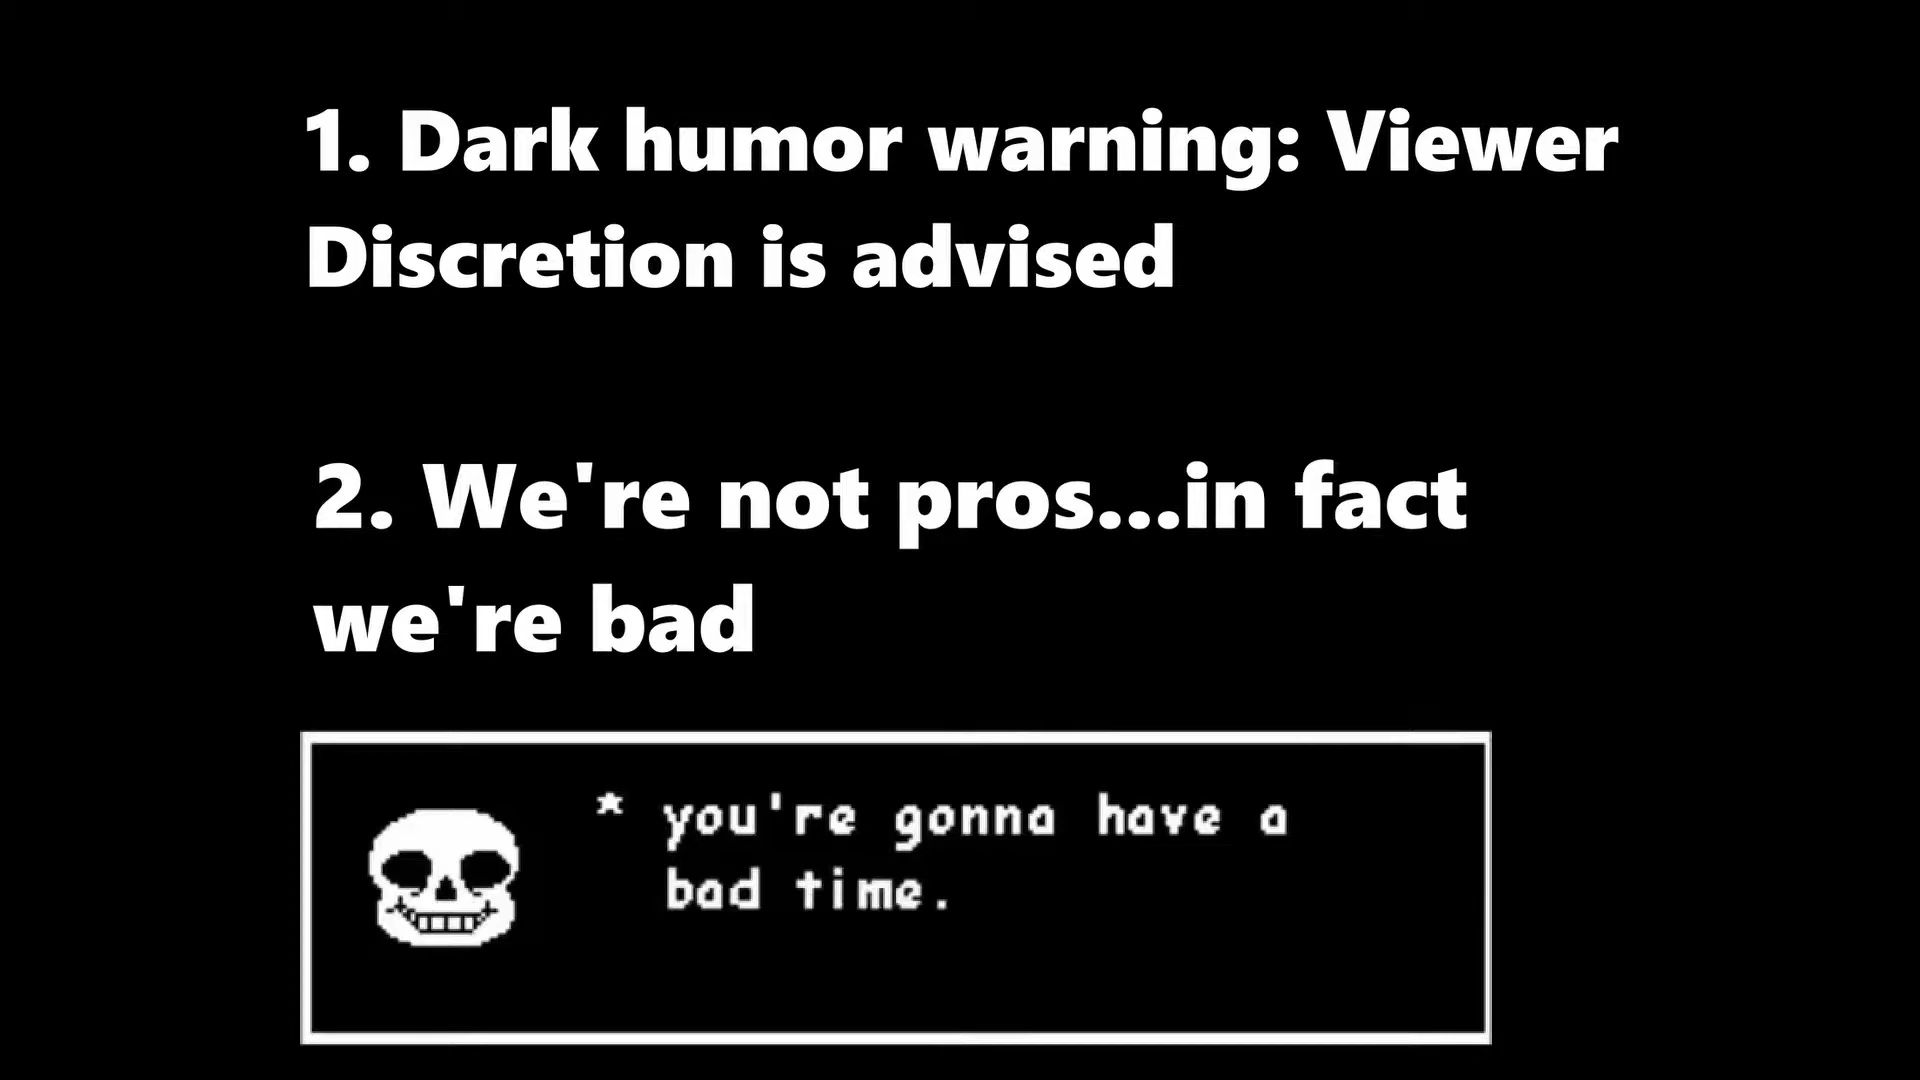 1. Dark humor warning: Viewer
Discretion is advised
2. We're not pros...in fact
we're bad
* you're gonna have a
bad time.